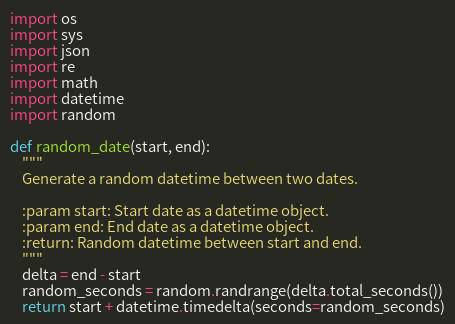 import os
import sys
import json
import re
import math
import datetime
import random

def random_date(start, end):
    """
    Generate a random datetime between two dates.

    :param start: Start date as a datetime object.
    :param end: End date as a datetime object.
    :return: Random datetime between start and end.
    """
    delta = end - start
    random_seconds = random.randrange(delta.total_seconds())
    return start + datetime.timedelta(seconds=random_seconds)